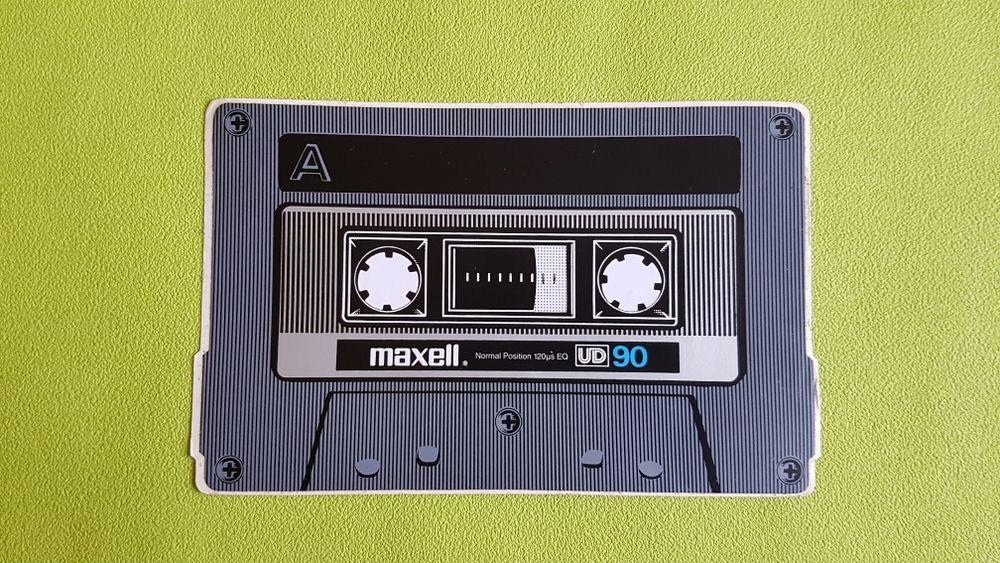 A
maxell. Normal Position 120µs EQ UD 90